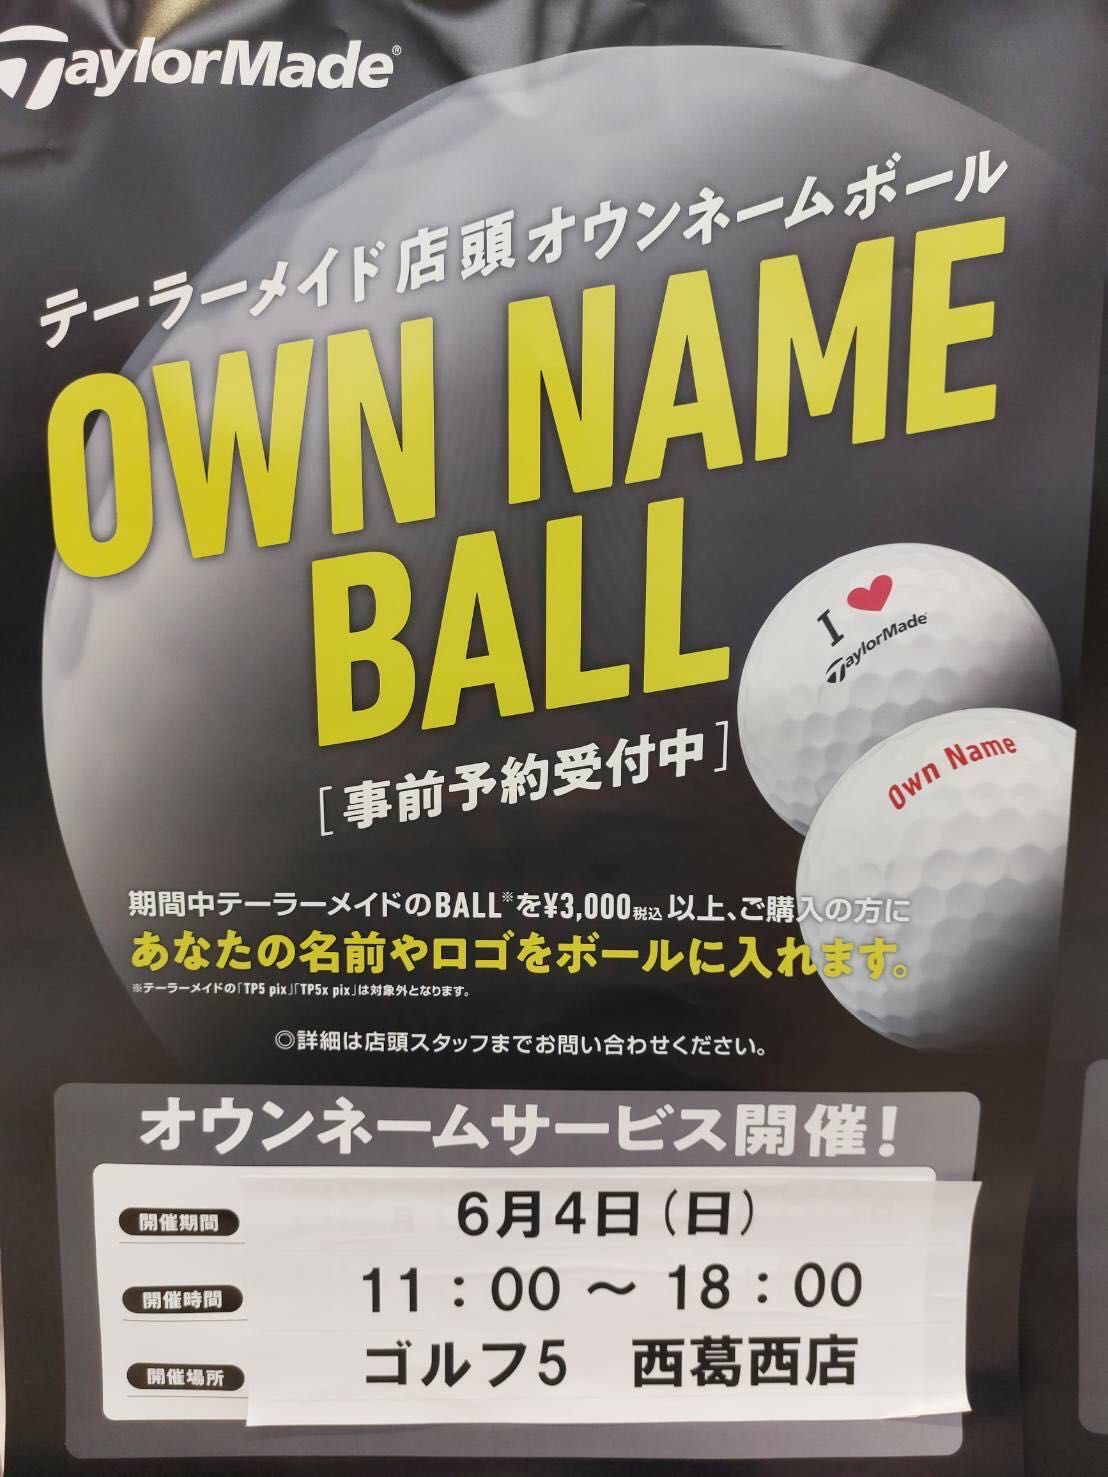 TaylorMade®
テーラーメイド店頭オウンネームボール
OWN NAME
BALL
[事前予約受付中]
I ♥
TaylorMade
Own Name
期間中テーラーメイドのBALL※を¥3,000税込以上、ご購入の方に
あなたの名前やロゴをボールに入れます。
※テーラーメイドの「TP5 pix」「TP5x pix」は対象外となります。
◎詳細は店頭スタッフまでお問い合わせください。
オウンネームサービス開催!
開催期間 6月4日(日)
開催時間 11:00 ~ 18:00
開催場所 ゴルフ5 西葛西店